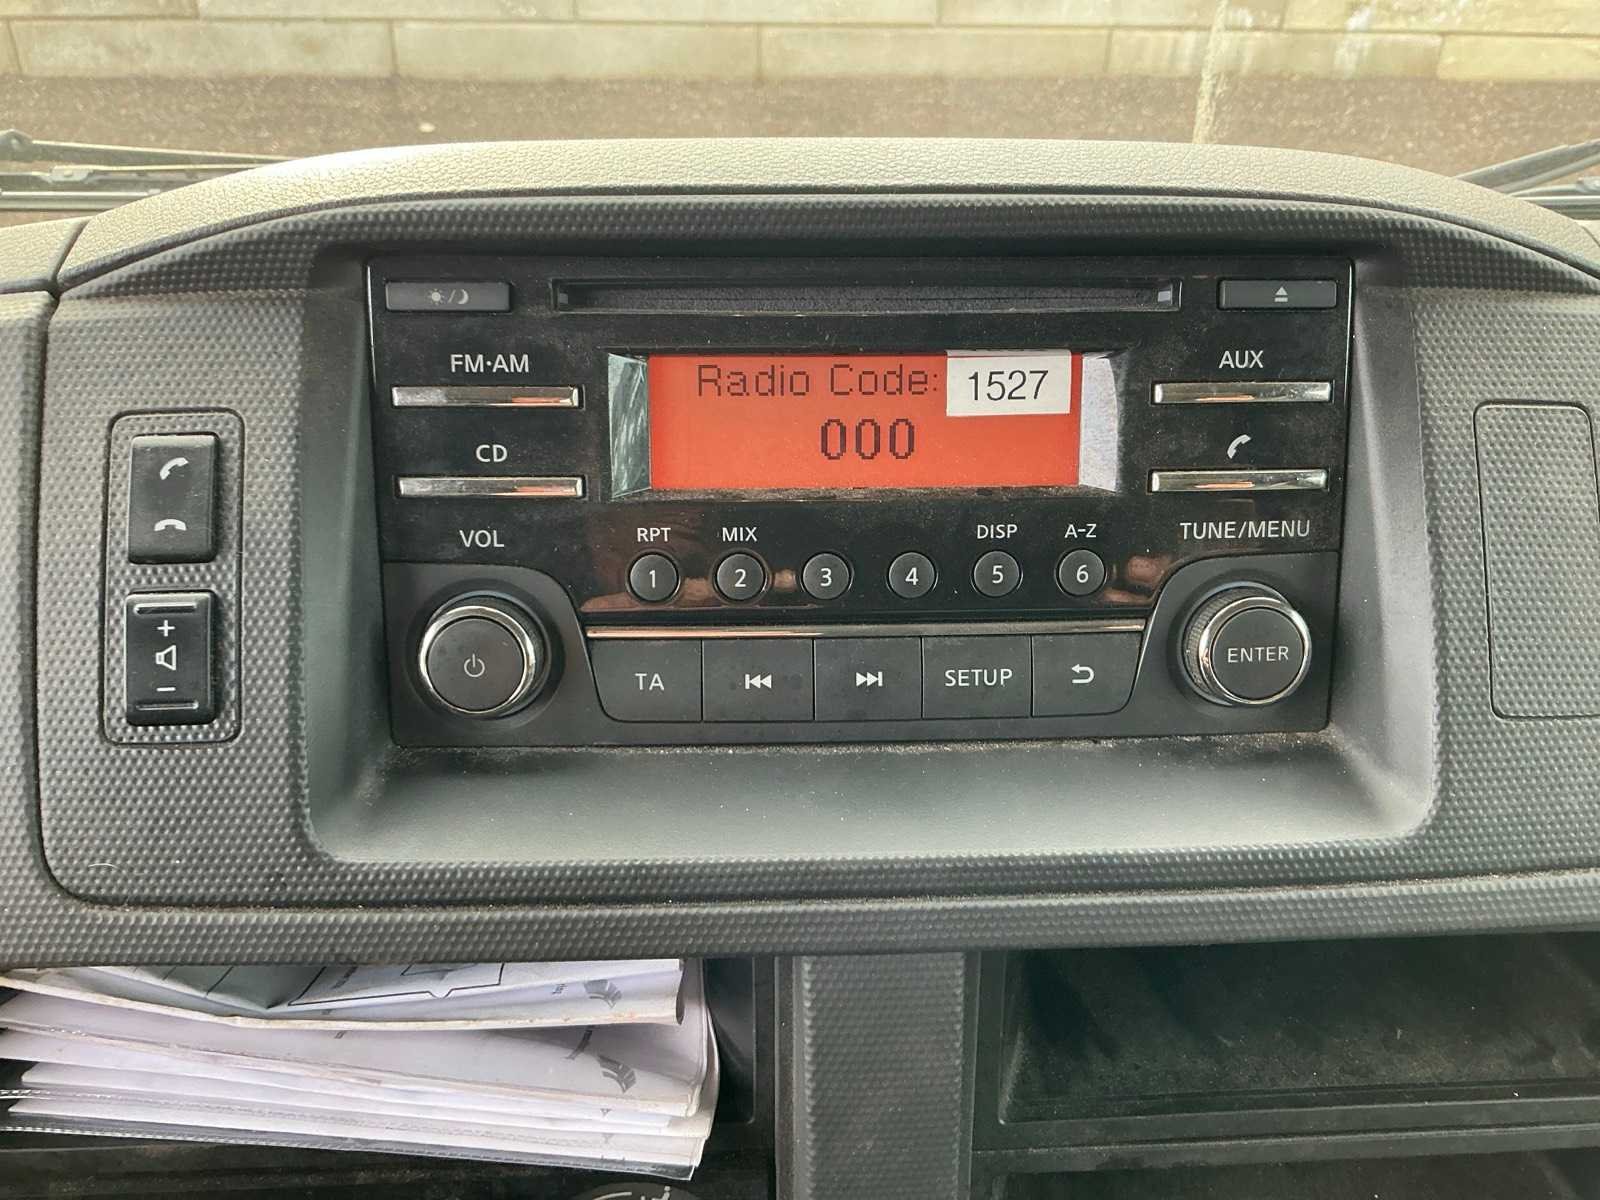 FM·AM
Radio Code: 1527
000
AUX
CD
VOL
RPT MIX DISP A-Z
TUNE/MENU
1 2 3 4 5 6
TA SETUP
ENTER